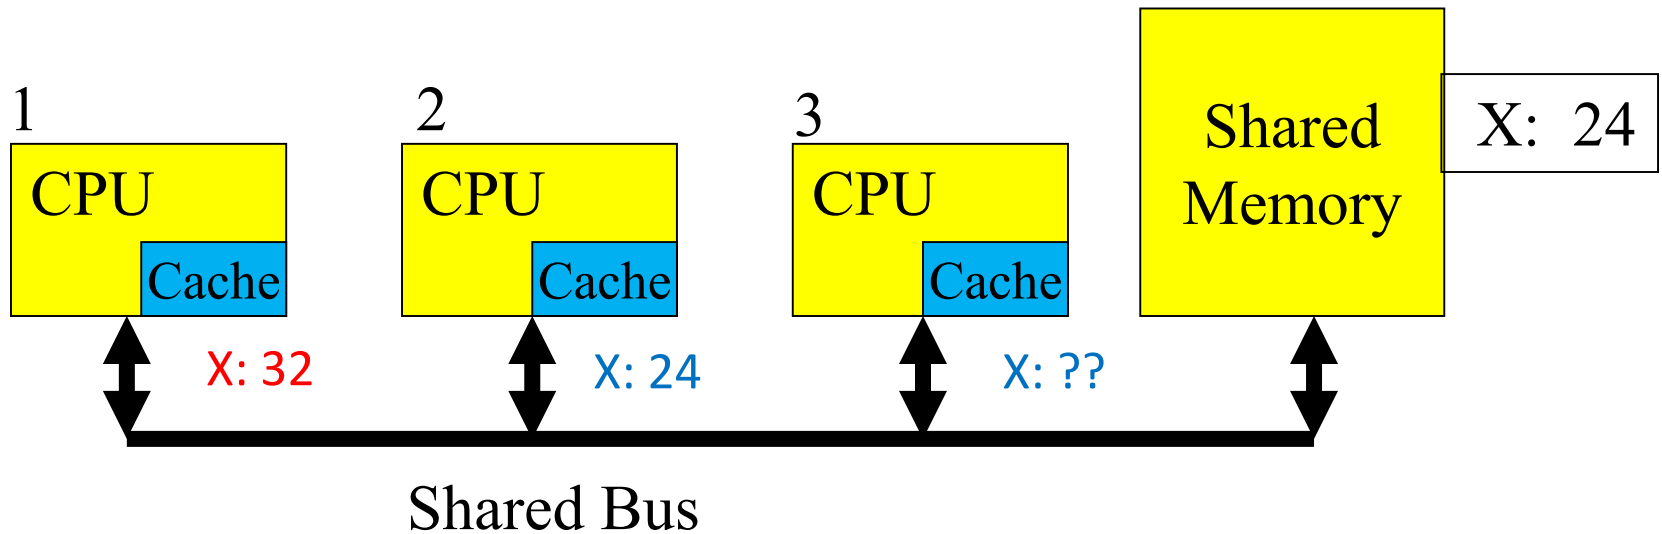 1
CPU
Cache
X: 32
2
CPU
Cache
X: 24
3
CPU
Cache
X: ??
Shared
Memory
X: 24
Shared Bus